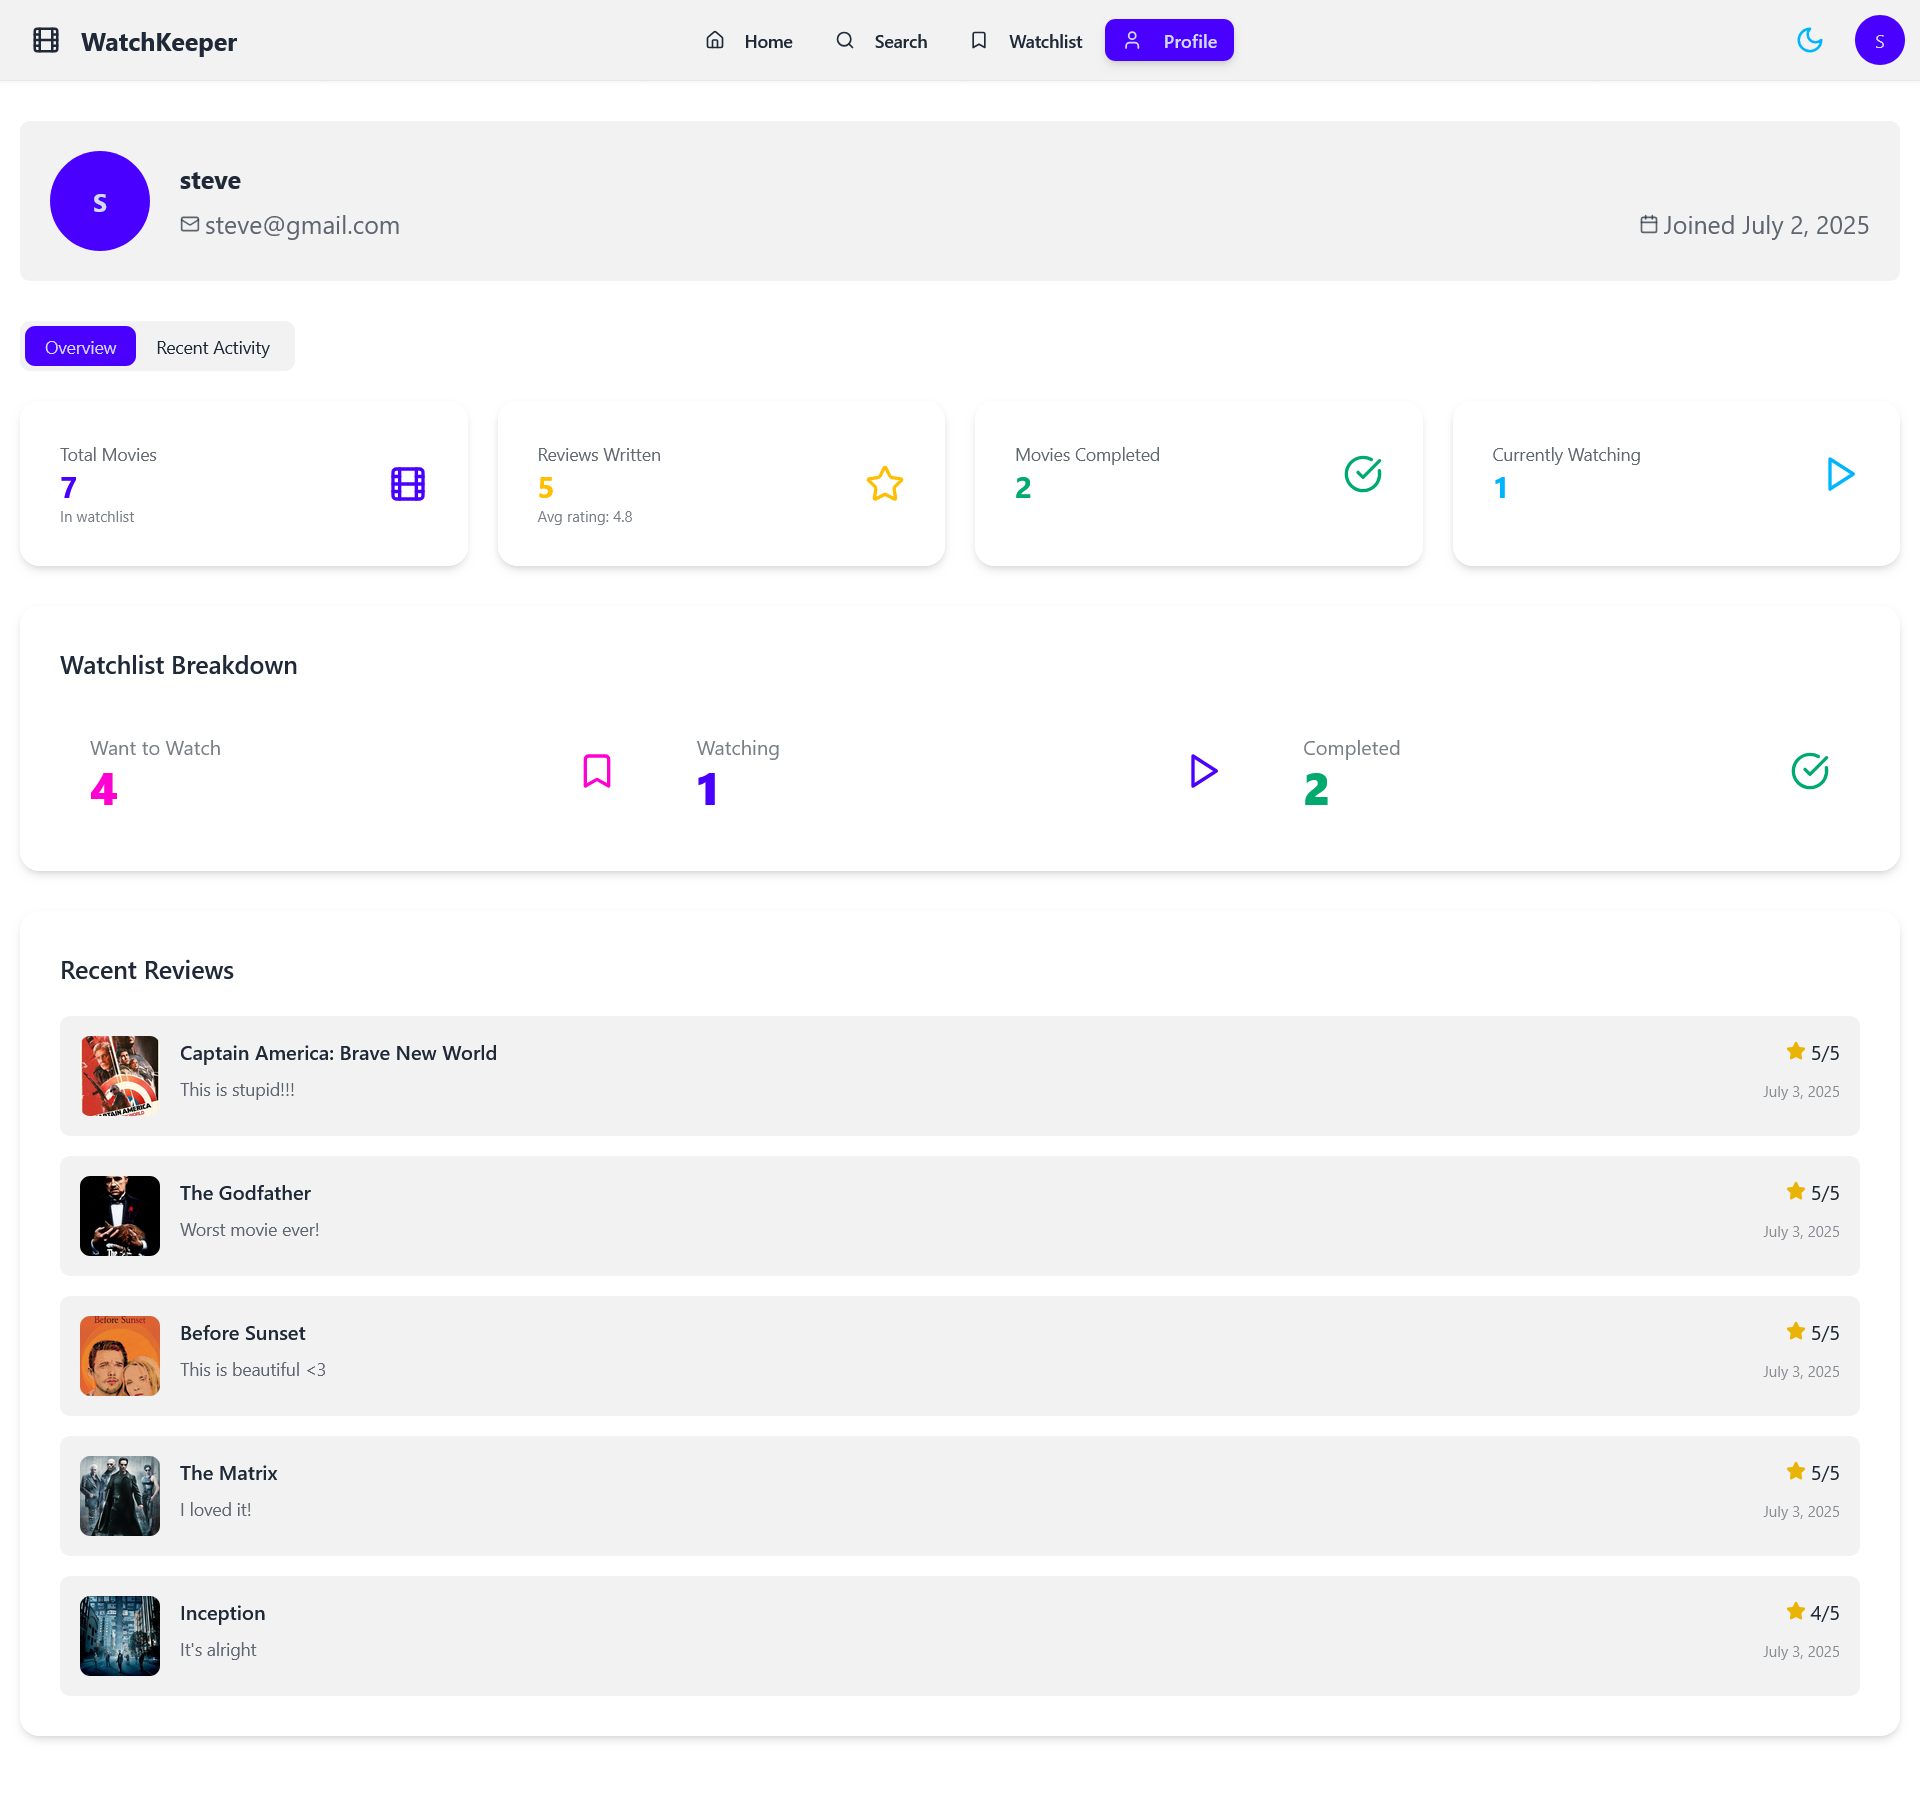 WatchKeeper
Home
Search
Watchlist
Profile
S
s
steve
steve@gmail.com
Joined July 2, 2025
Overview
Recent Activity
Total Movies
7
In watchlist
Reviews Written
5
Avg rating: 4.8
Movies Completed
2
Currently Watching
1
Watchlist Breakdown
Want to Watch
4
Watching
1
Completed
2
Recent Reviews
Captain America: Brave New World
5/5
This is stupid!!!
July 3, 2025
The Godfather
5/5
Worst movie ever!
July 3, 2025
Before Sunset
Before Sunset
5/5
This is beautiful <3
July 3, 2025
The Matrix
5/5
I loved it!
July 3, 2025
Inception
4/5
It's alright
July 3, 2025